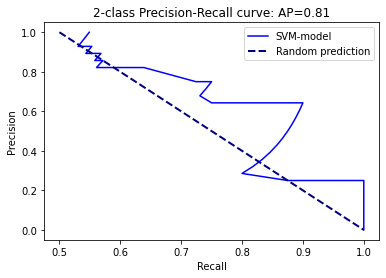 2-class Precision-Recall curve: AP=0.81
SVM-model
Random prediction
Precision
1.0
0.8
0.6
0.4
0.2
0.0
0.5
0.6
0.7
0.8
0.9
1.0
Recall